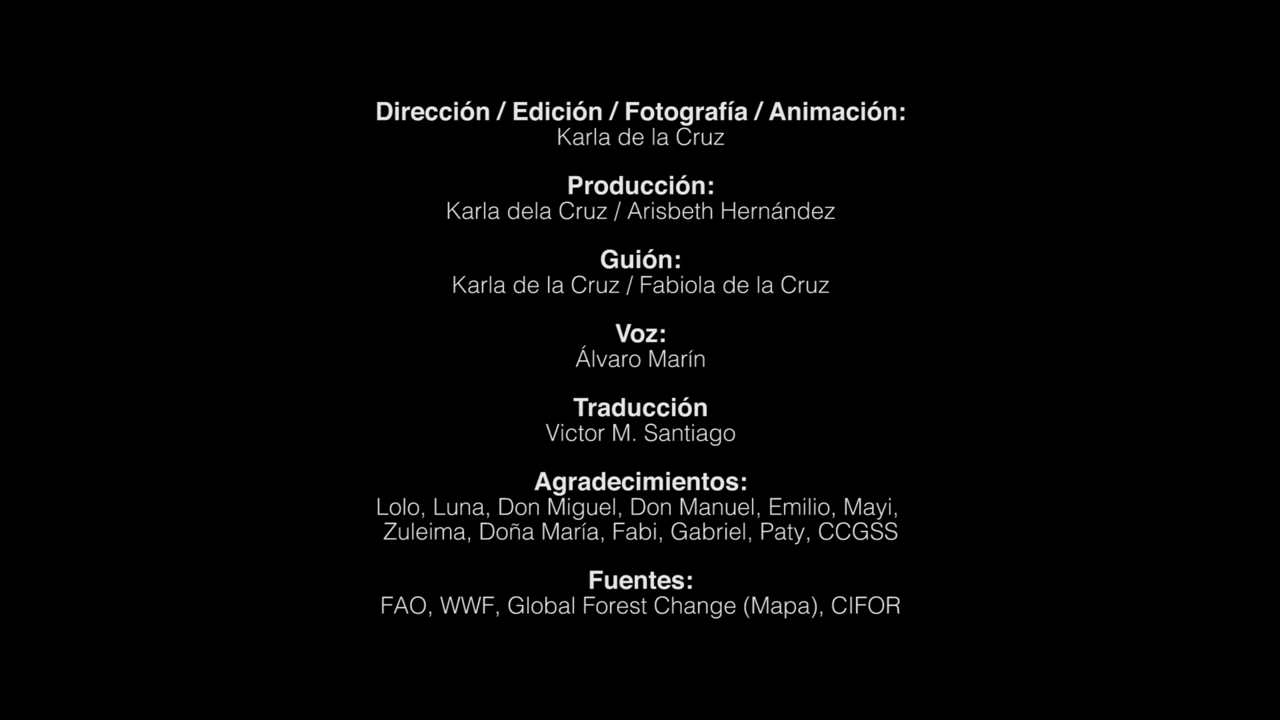 Dirección / Edición / Fotografía / Animación:
Karla de la Cruz
Producción:
Karla dela Cruz / Arisbeth Hernández
Guión:
Karla de la Cruz / Fabiola de la Cruz
Voz:
Álvaro Marín
Traducción
Victor M. Santiago
Agradecimientos:
Lolo, Luna, Don Miguel, Don Manuel, Emilio, Mayi,
Zuleima, Doña María, Fabi, Gabriel, Paty, CCGSS
Fuentes:
FAO, WWF, Global Forest Change (Mapa), CIFOR